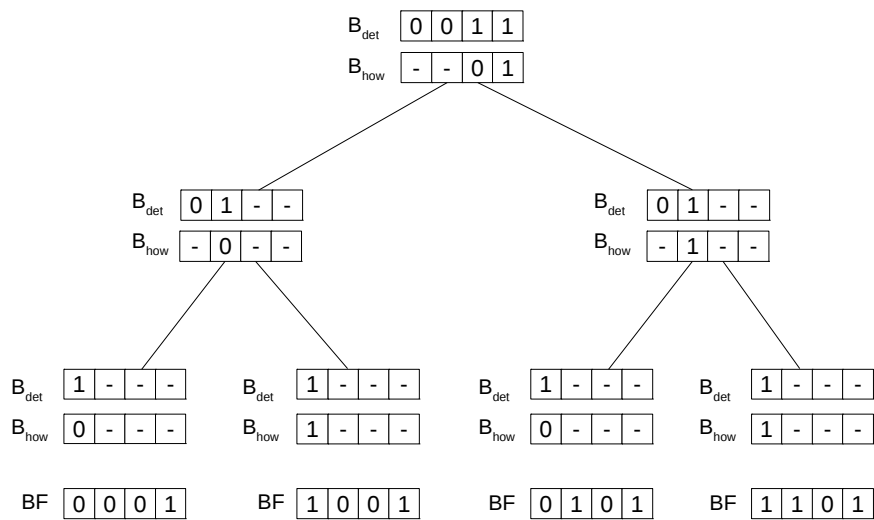 B_det 0 0 1 1
B_how - - 0 1
B_det 0 1 - - B_det 0 1 - -
B_how - 0 - - B_how - 1 - -
B_det 1 - - - B_det 1 - - - B_det 1 - - - B_det 1 - - -
B_how 0 - - - B_how 1 - - - B_how 0 - - - B_how 1 - - -
BF 0 0 0 1 BF 1 0 0 1 BF 0 1 0 1 BF 1 1 0 1